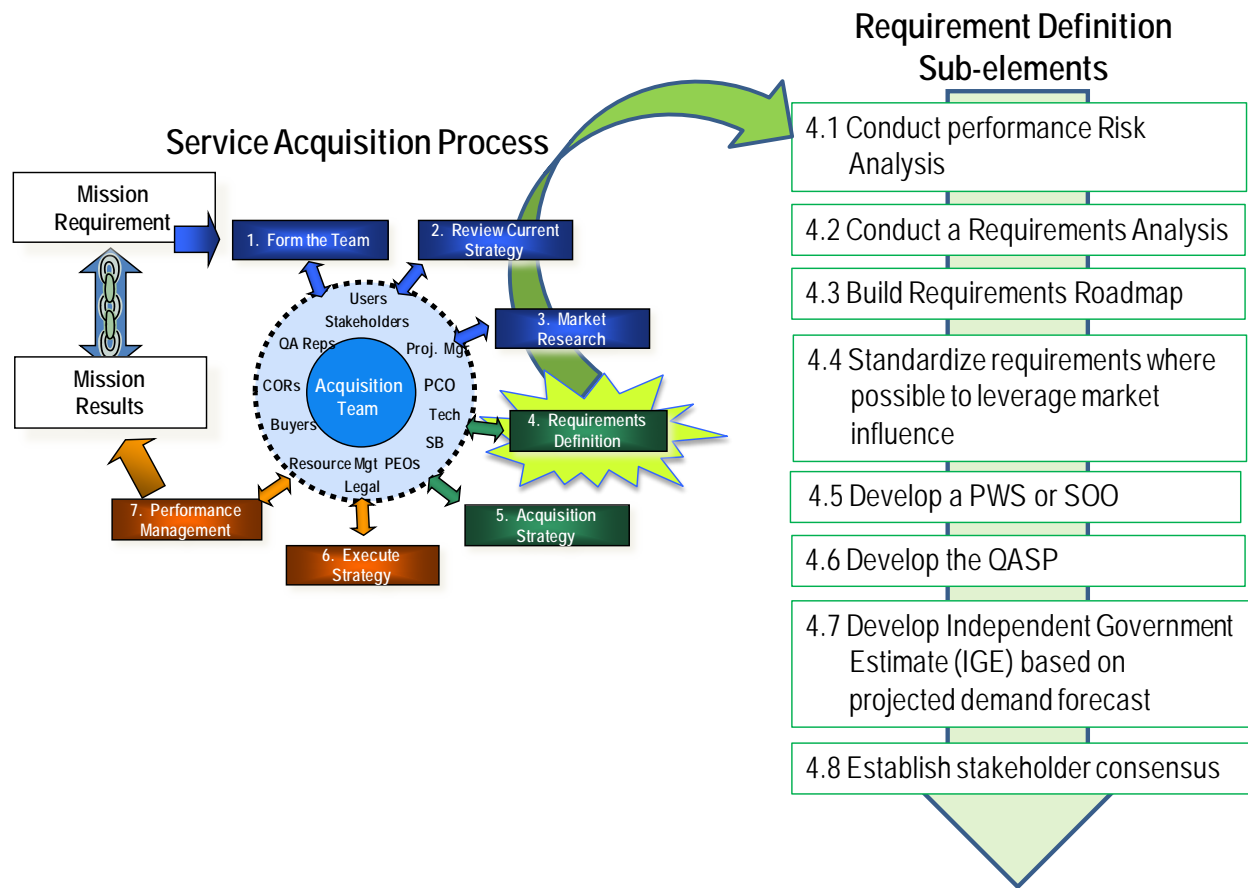 Requirement Definition
Sub-elements
Service Acquisition Process
Mission
Requirement
Mission
Results
1. Form the Team
2. Review Current
Strategy
3. Market
Research
4. Requirements
Definition
5. Acquisition
Strategy
6. Execute
Strategy
7. Performance
Management
Users
Stakeholders
QA Reps
Proj. Mgr
CORs
Acquisition
Team
PCO
Tech
Buyers
SB
Resource Mgt PEOs
Legal
4.1 Conduct performance Risk
Analysis
4.2 Conduct a Requirements Analysis
4.3 Build Requirements Roadmap
4.4 Standardize requirements where
possible to leverage market
influence
4.5 Develop a PWS or SOO
4.6 Develop the QASP
4.7 Develop Independent Government
Estimate (IGE) based on
projected demand forecast
4.8 Establish stakeholder consensus